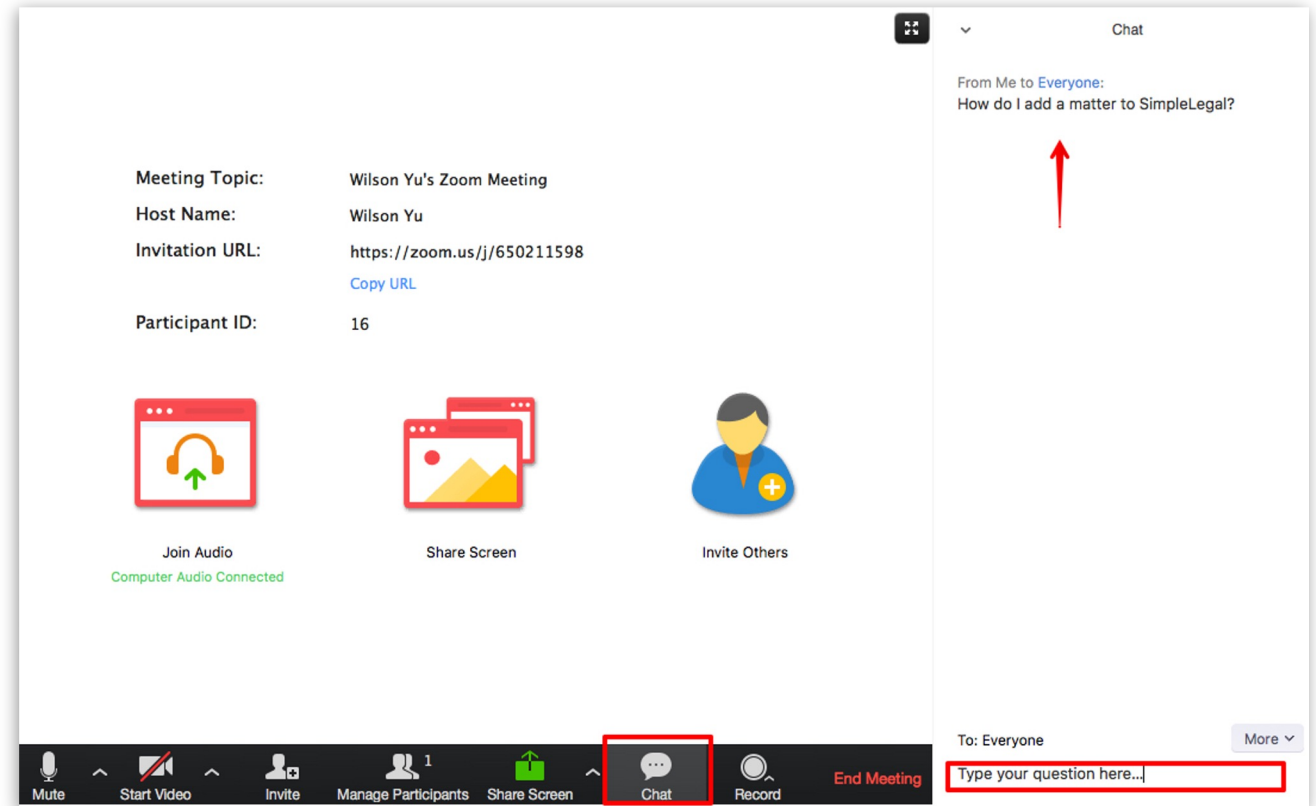 Chat
From Me to Everyone:
How do I add a matter to SimpleLegal?
Meeting Topic: Wilson Yu's Zoom Meeting
Host Name: Wilson Yu
Invitation URL: https://zoom.us/j/650211598
Copy URL
Participant ID: 16
Join Audio Share Screen Invite Others
Computer Audio Connected
To: Everyone More
Type your question here...
1
Mute Start Video Invite Manage Participants Share Screen Chat Record End Meeting